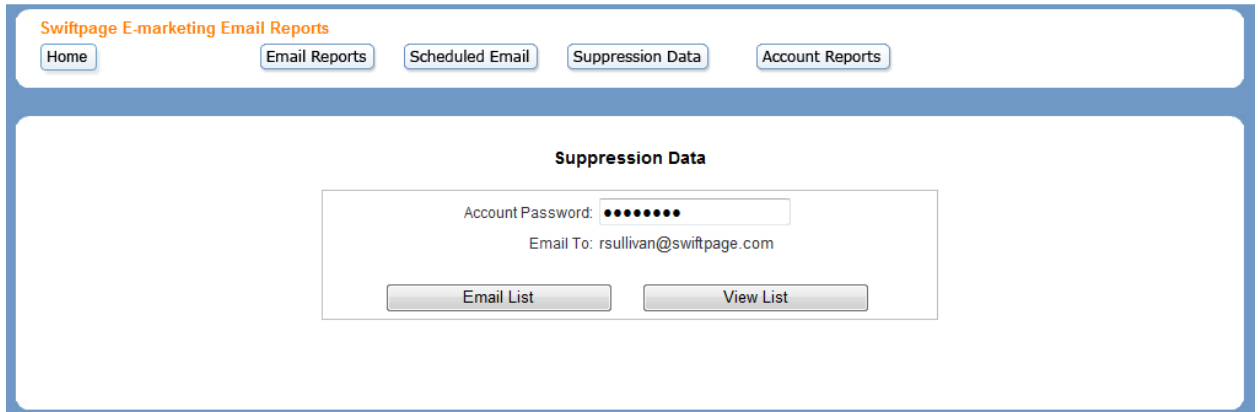 Swiftpage E-marketing Email Reports
Home Email Reports Scheduled Email Suppression Data Account Reports
Suppression Data
Account Password: ●●●●●●●●
Email To: rsullivan@swiftpage.com
Email List View List